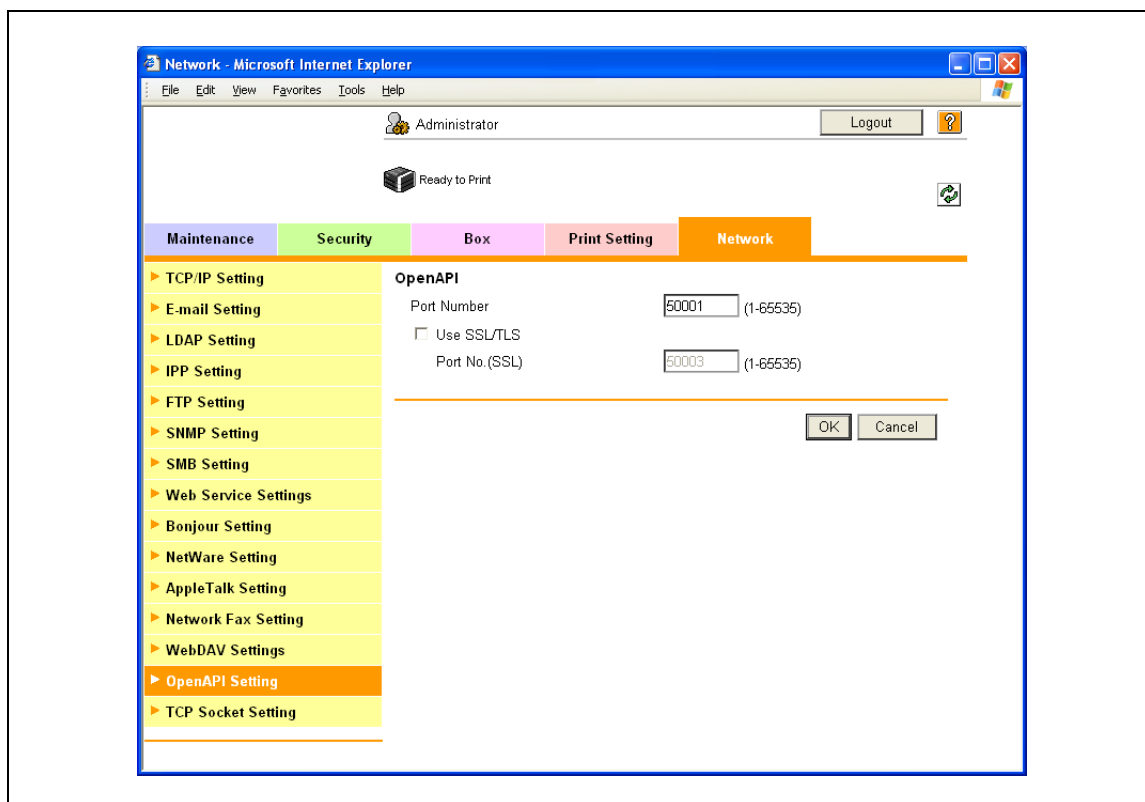 Network - Microsoft Internet Explorer
File Edit View Favorites Tools Help
Administrator
Logout
?
Ready to Print
Maintenance Security Box Print Setting Network
TCP/IP Setting
E-mail Setting
LDAP Setting
IPP Setting
FTP Setting
SNMP Setting
SMB Setting
Web Service Settings
Bonjour Setting
NetWare Setting
AppleTalk Setting
Network Fax Setting
WebDAV Settings
OpenAPI Setting
TCP Socket Setting
OpenAPI
Port Number 50001 (1-65535)
Use SSL/TLS
Port No.(SSL) 50003 (1-65535)
OK Cancel